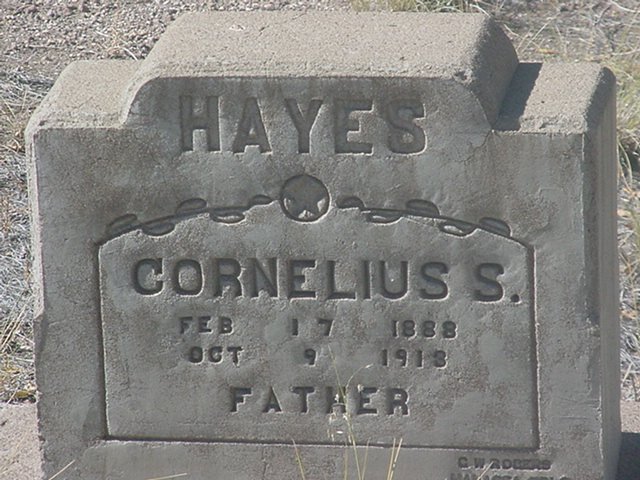 HAYES
CORNELIUS S.
FEB 17 1888
OCT 9 1918
FATHER